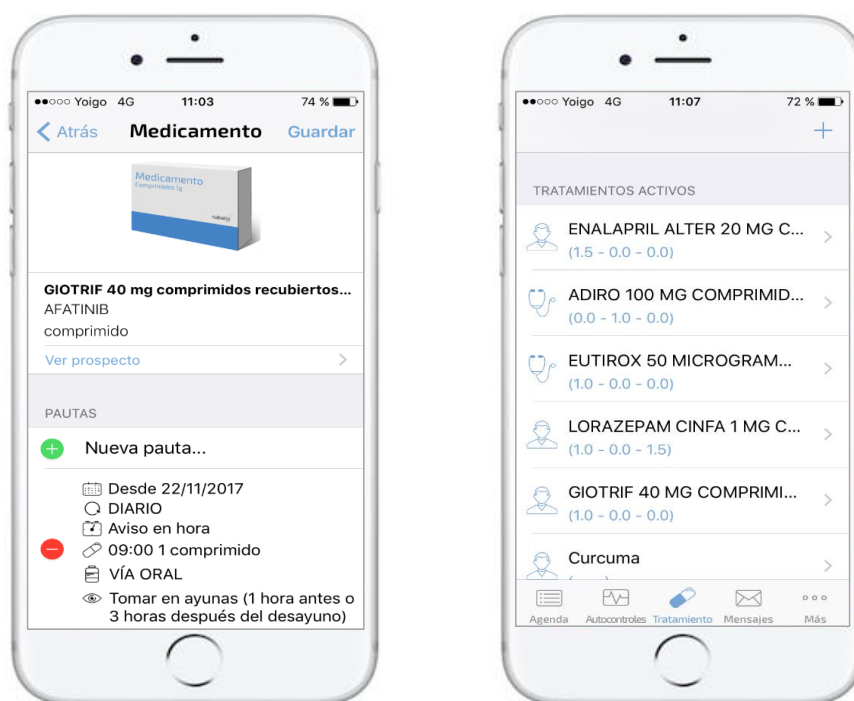 Yoigo 4G 11:03 74 %
Atrás Medicamento Guardar
Medicamento
Comprimidos 1g
GIOTRIF 40 mg comprimidos recubiertos...
AFATINIB
comprimido
Ver prospecto
PAUTAS
Nueva pauta...
Desde 22/11/2017
DIARIO
Aviso en hora
09:00 1 comprimido
VÍA ORAL
Tomar en ayunas (1 hora antes o
3 horas después del desayuno)
Yoigo 4G 11:07 72 %
TRATAMIENTOS ACTIVOS
ENALAPRIL ALTER 20 MG C...
(1.5 - 0.0 - 0.0)
ADIRO 100 MG COMPRIMID...
(0.0 - 1.0 - 0.0)
EUTIROX 50 MICROGRAM...
(1.0 - 0.0 - 0.0)
LORAZEPAM CINFA 1 MG C...
(1.0 - 0.0 - 1.5)
GIOTRIF 40 MG COMPRIMI...
(1.0 - 0.0 - 0.0)
Curcuma
Agenda Autocontroles Tratamiento Mensajes Más